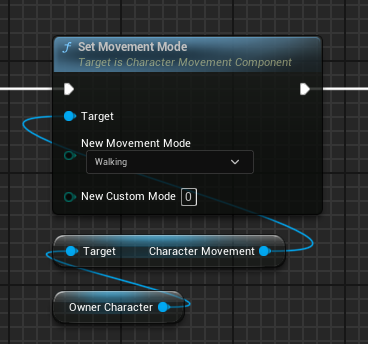 f Set Movement Mode
Target is Character Movement Component
Target
New Movement Mode
Walking
New Custom Mode 0
Target Character Movement
Owner Character